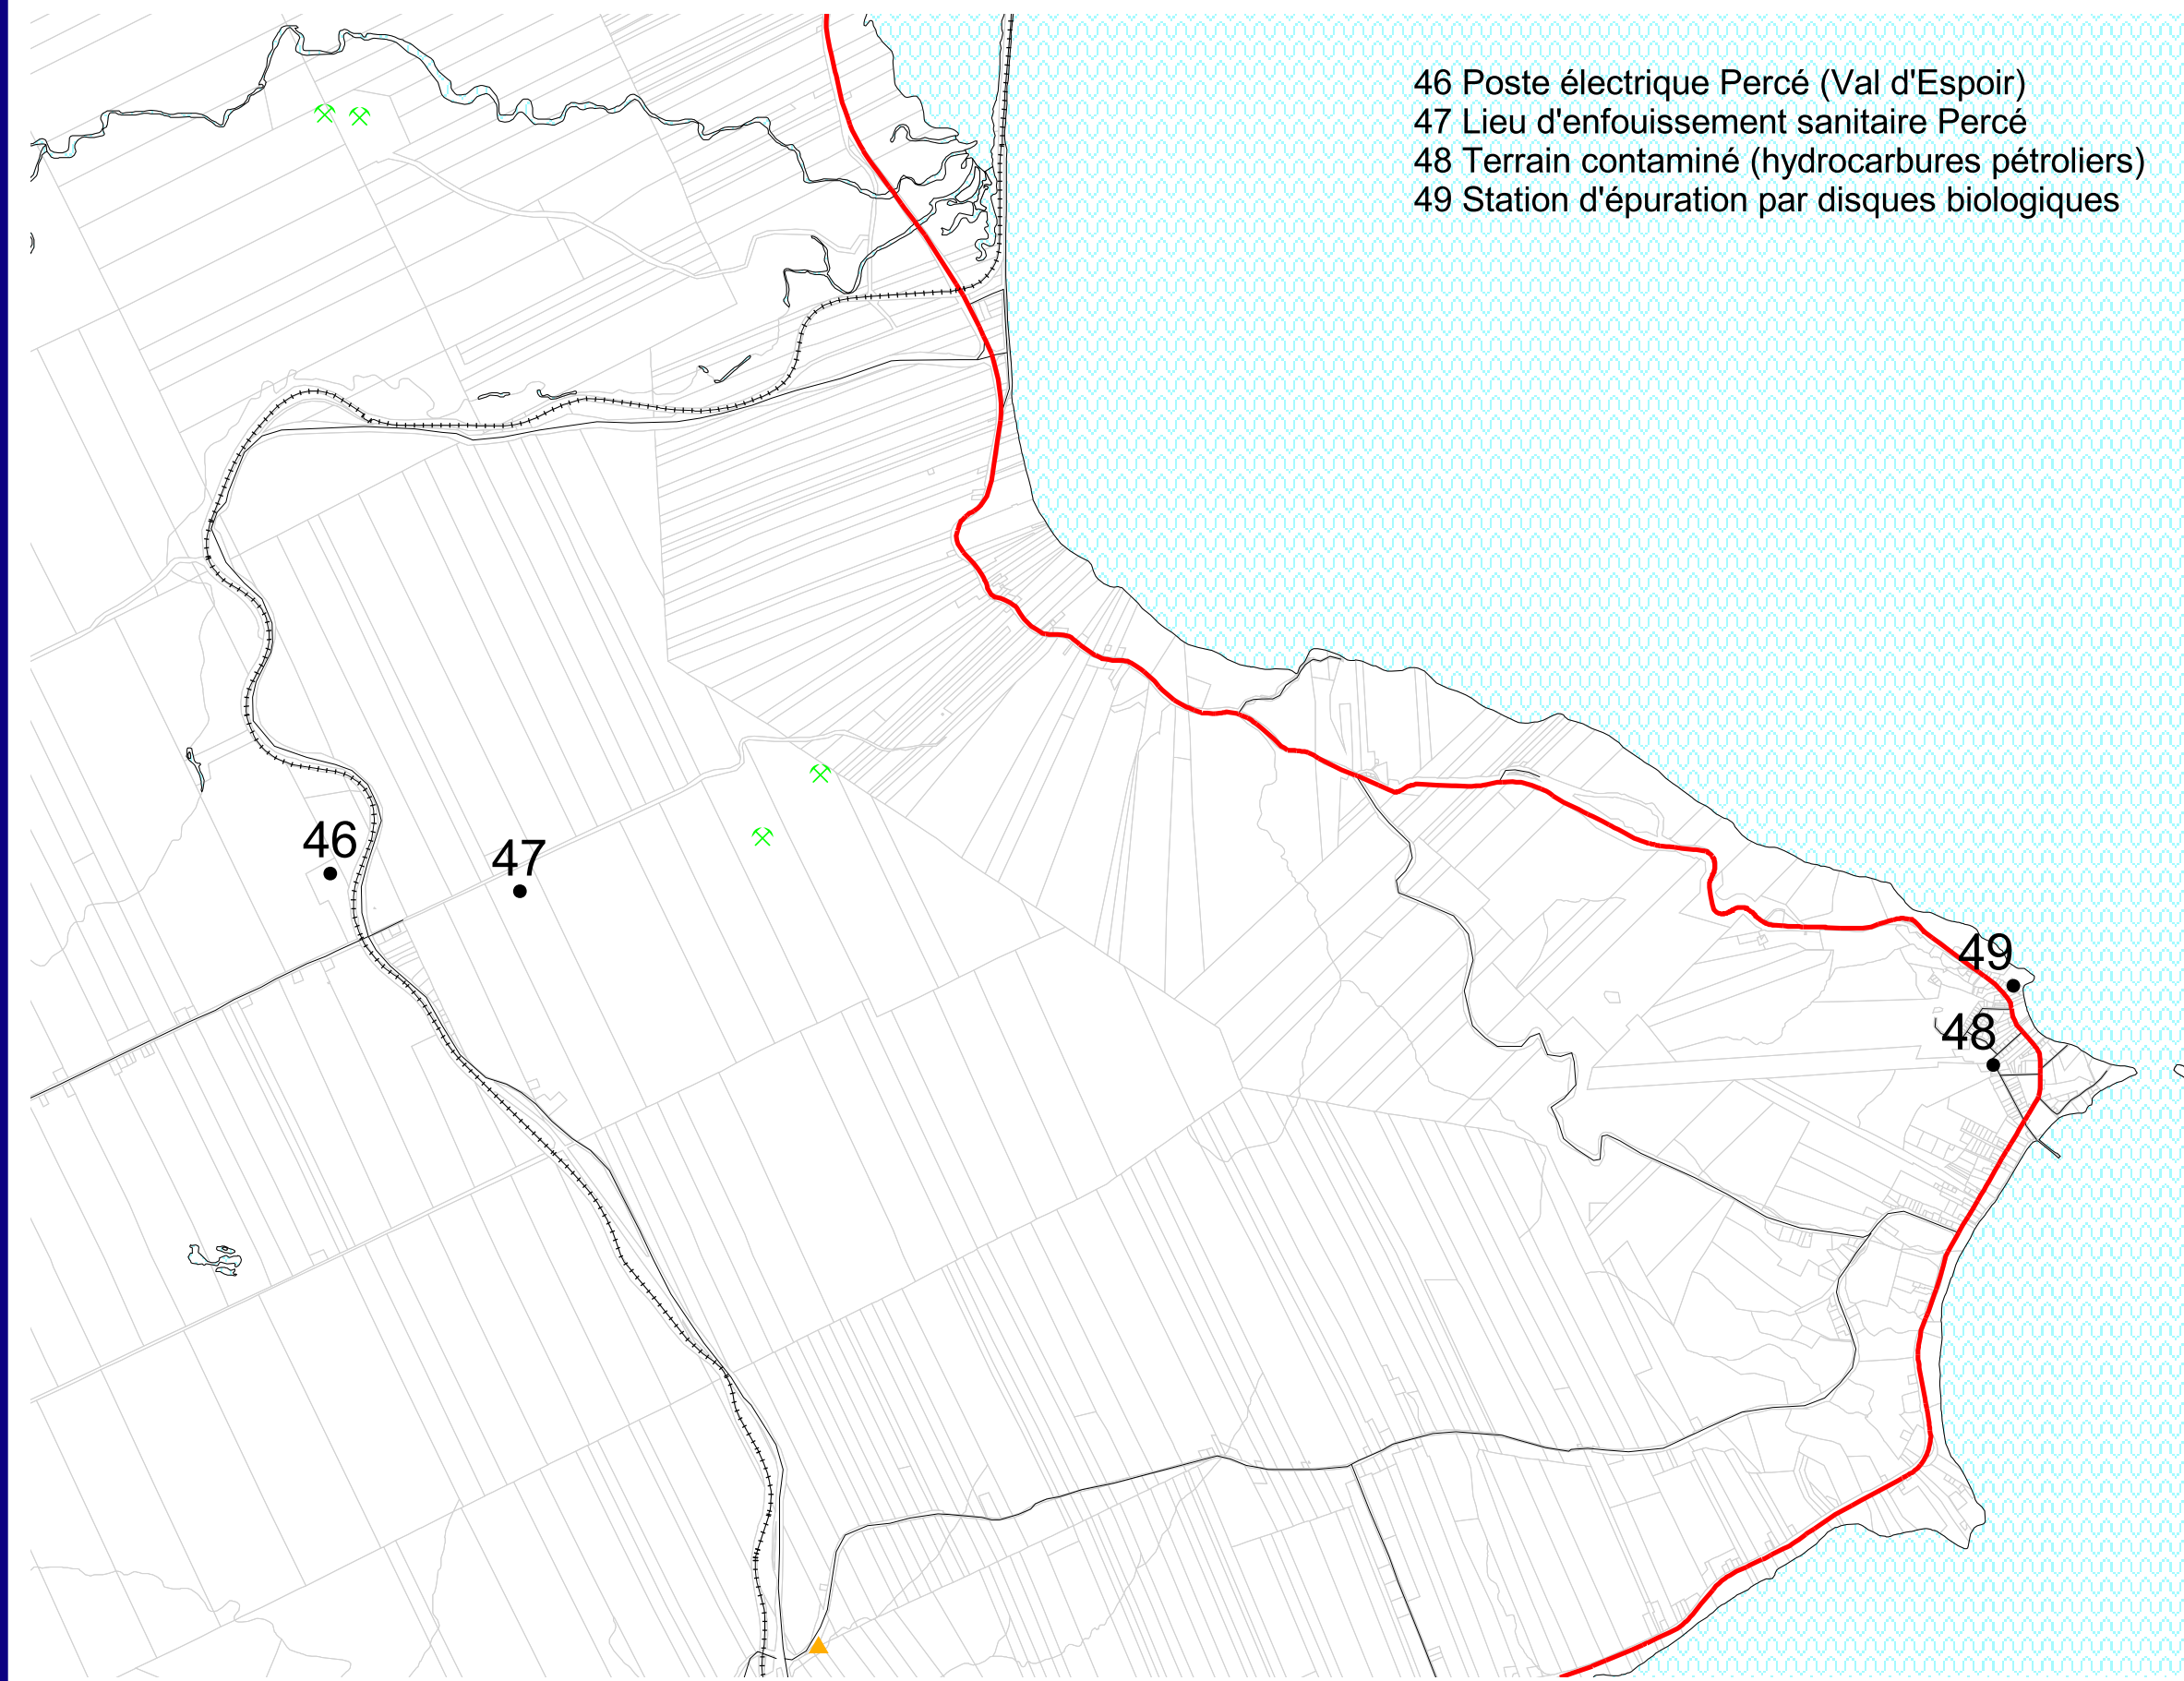 46 Poste électrique Percé (Val d'Espoir)
47 Lieu d'enfouissement sanitaire Percé
48 Terrain contaminé (hydrocarbures pétroliers)
49 Station d'épuration par disques biologiques
46
47
49
48